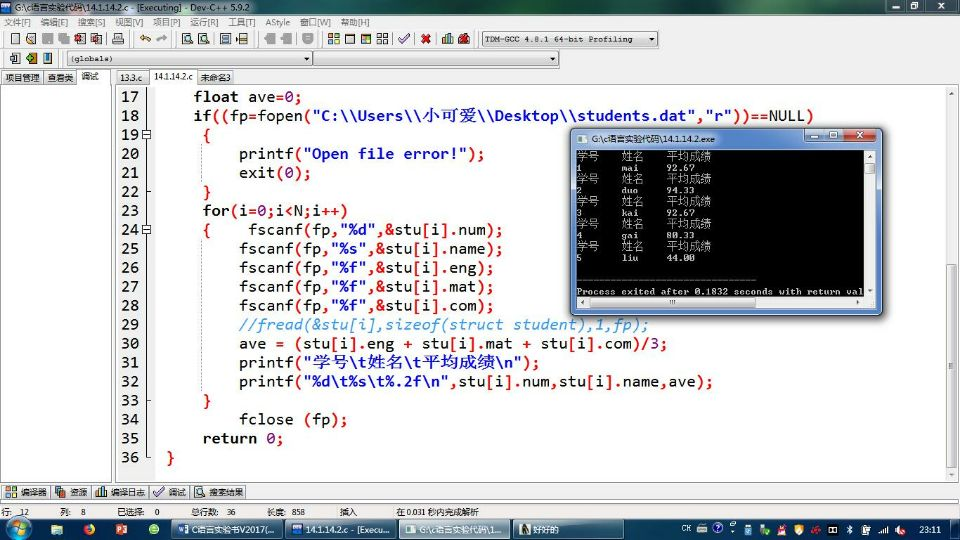 G:\c语言实验代码\14.1.14.2.c - [Executing] - Dev-C++ 5.9.2
文件[F] 编辑[E] 搜索[S] 视图[V] 项目[P] 运行[R] 工具[T] AStyle 窗口[W] 帮助[H]
TDM-GCC 4.8.1 64-bit Profiling
(globals)
项目管理 查看类 调试 13.3.c 14.1.14.2.c 未命名3
17 float ave=0;
18 if((fp=fopen("C:\\Users\\小可爱\\Desktop\\students.dat","r"))==NULL)
19 {
20 printf("Open file error!");
21 exit(0);
22 }
23 for(i=0;i<N;i++)
24 { fscanf(fp,"%d",&stu[i].num);
25 fscanf(fp,"%s",&stu[i].name);
26 fscanf(fp,"%f",&stu[i].eng);
27 fscanf(fp,"%f",&stu[i].mat);
28 fscanf(fp,"%f",&stu[i].com);
29 //fread(&stu[i],sizeof(struct student),1,fp);
30 ave = (stu[i].eng + stu[i].mat + stu[i].com)/3;
31 printf("学号\t姓名\t平均成绩\n");
32 printf("%d\t%s\t%.2f\n",stu[i].num,stu[i].name,ave);
33 }
34 fclose (fp);
35 return 0;
36 }
G:\c语言实验代码\14.1.14.2.exe
学号 姓名 平均成绩
1 mai 92.67
学号 姓名 平均成绩
2 duo 94.33
学号 姓名 平均成绩
3 kai 92.67
学号 姓名 平均成绩
4 gai 80.33
学号 姓名 平均成绩
5 liu 44.00
--------------------------------
Process exited after 0.1832 seconds with return val
编译器 资源 编译日志 调试 搜索结果
行: 12 列: 8 已选择: 0 总行数: 36 长度: 858 插入 在 0.031 秒内完成解析
C语言实验书V2017(... 14.1.14.2.c - [Execu... G:\c语言实验代码\1... 好好的 CH 23:11